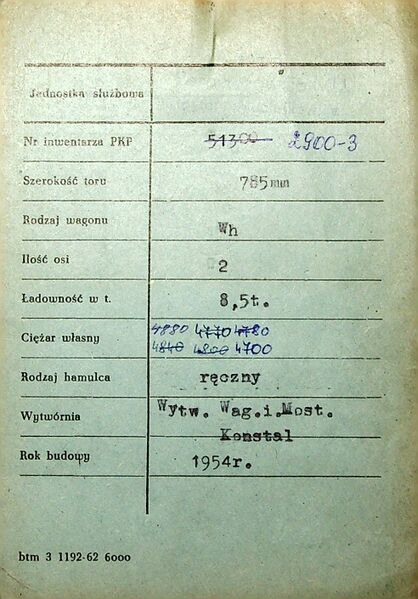 Jednostka służbowa
Nr inwentarza PKP 51300 2900-3
Szerokość toru 785mm
Rodzaj wagonu Wh
Ilość osi 2
Ładowność w t. 8,5t.
Ciężar własny 4880 4770 4780
4840 4800 4700
Rodzaj hamulca ręczny
Wytwórnia Wytw. Wag.i.Most.
Konstal
Rok budowy 1954r.
btm 3 1192-62 6000